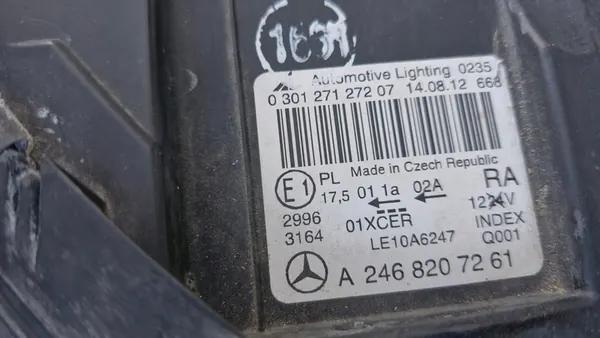 1631
Automotive Lighting 0235
0 301 271 272 07 14.08.12 668
PL Made in Czech Republic
E1
17,5 01 1a 02A RA
2996 01XCER 1224V
3164 LE10A6247 INDEX
Q001
A 246 820 72 61